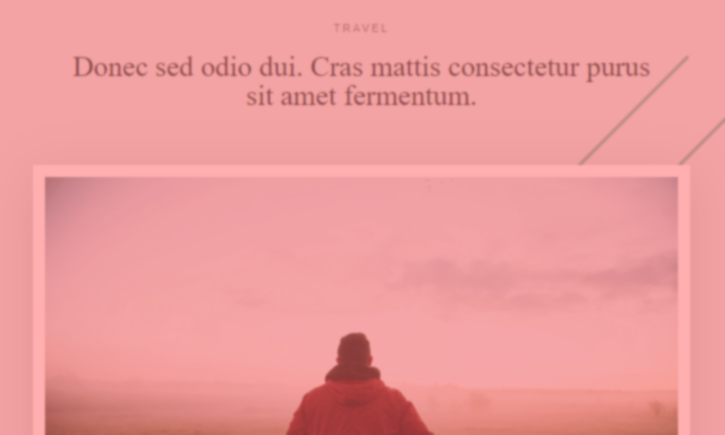 TRAVEL
Donec sed odio dui. Cras mattis consectetur purus
sit amet fermentum.